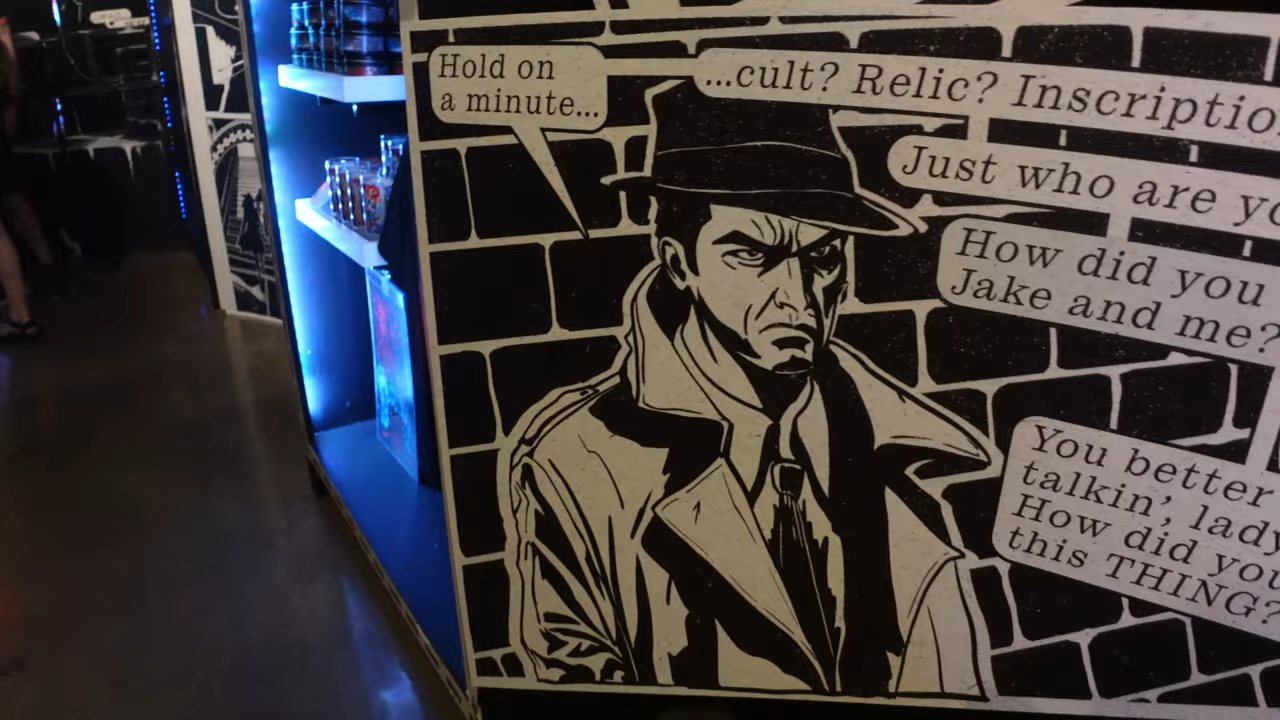 Hold on
a minute...
...cult? Relic? Inscriptio
Just who are yo
How did you
Jake and me?
You better
talkin', lady
How did you
this THING?